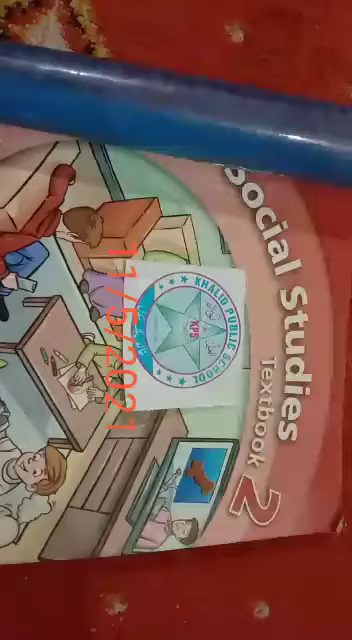 Social Studies
Textbook 2
KHALID PUBLIC SCHOOL
KPS
11/5/2021